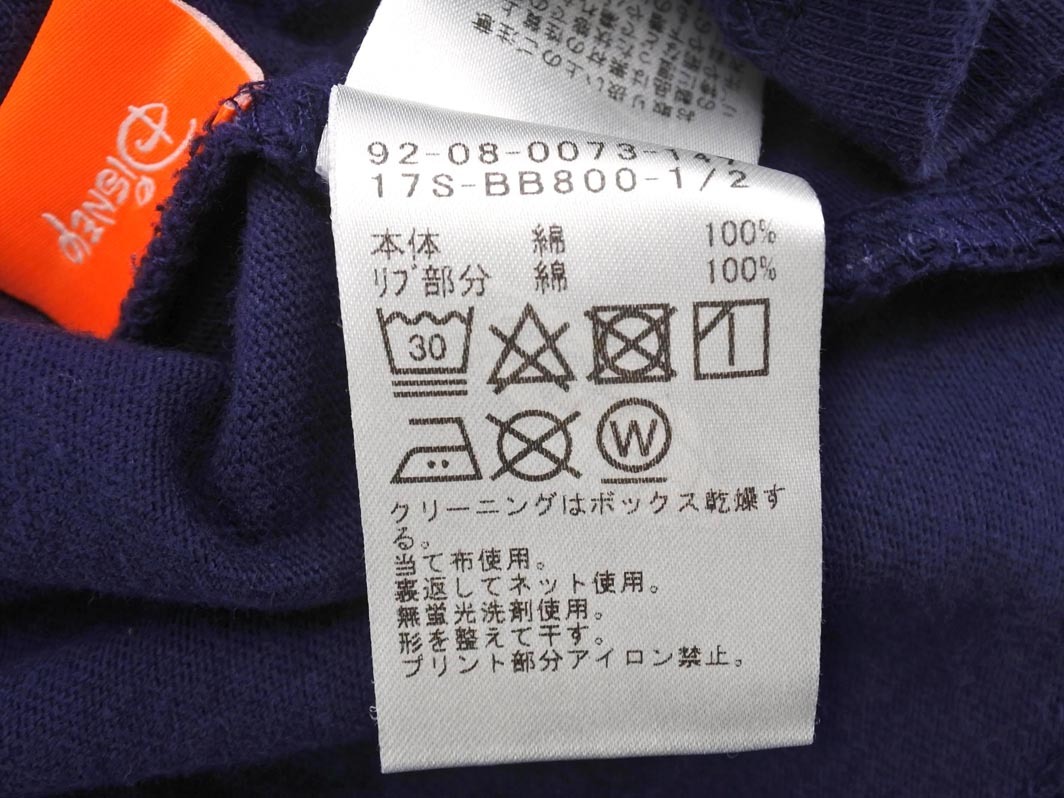 Disney
92-08-0073-147
17S-BB800-1/2
本体 綿 100%
リブ部分 綿 100%
30
W
クリーニングはボックス乾燥す
る。
当て布使用。
裏返してネット使用。
無蛍光洗剤使用。
形を整えて干す。
プリント部分アイロン禁止。